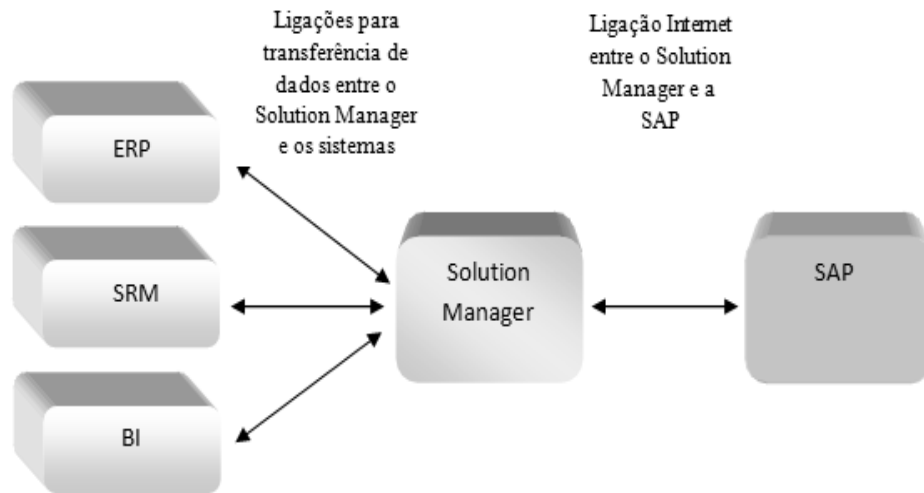 Ligações para
transferência de
dados entre o
Solution Manager
e os sistemas
Ligação Internet
entre o Solution
Manager e a
SAP
ERP
SRM
BI
Solution
Manager
SAP